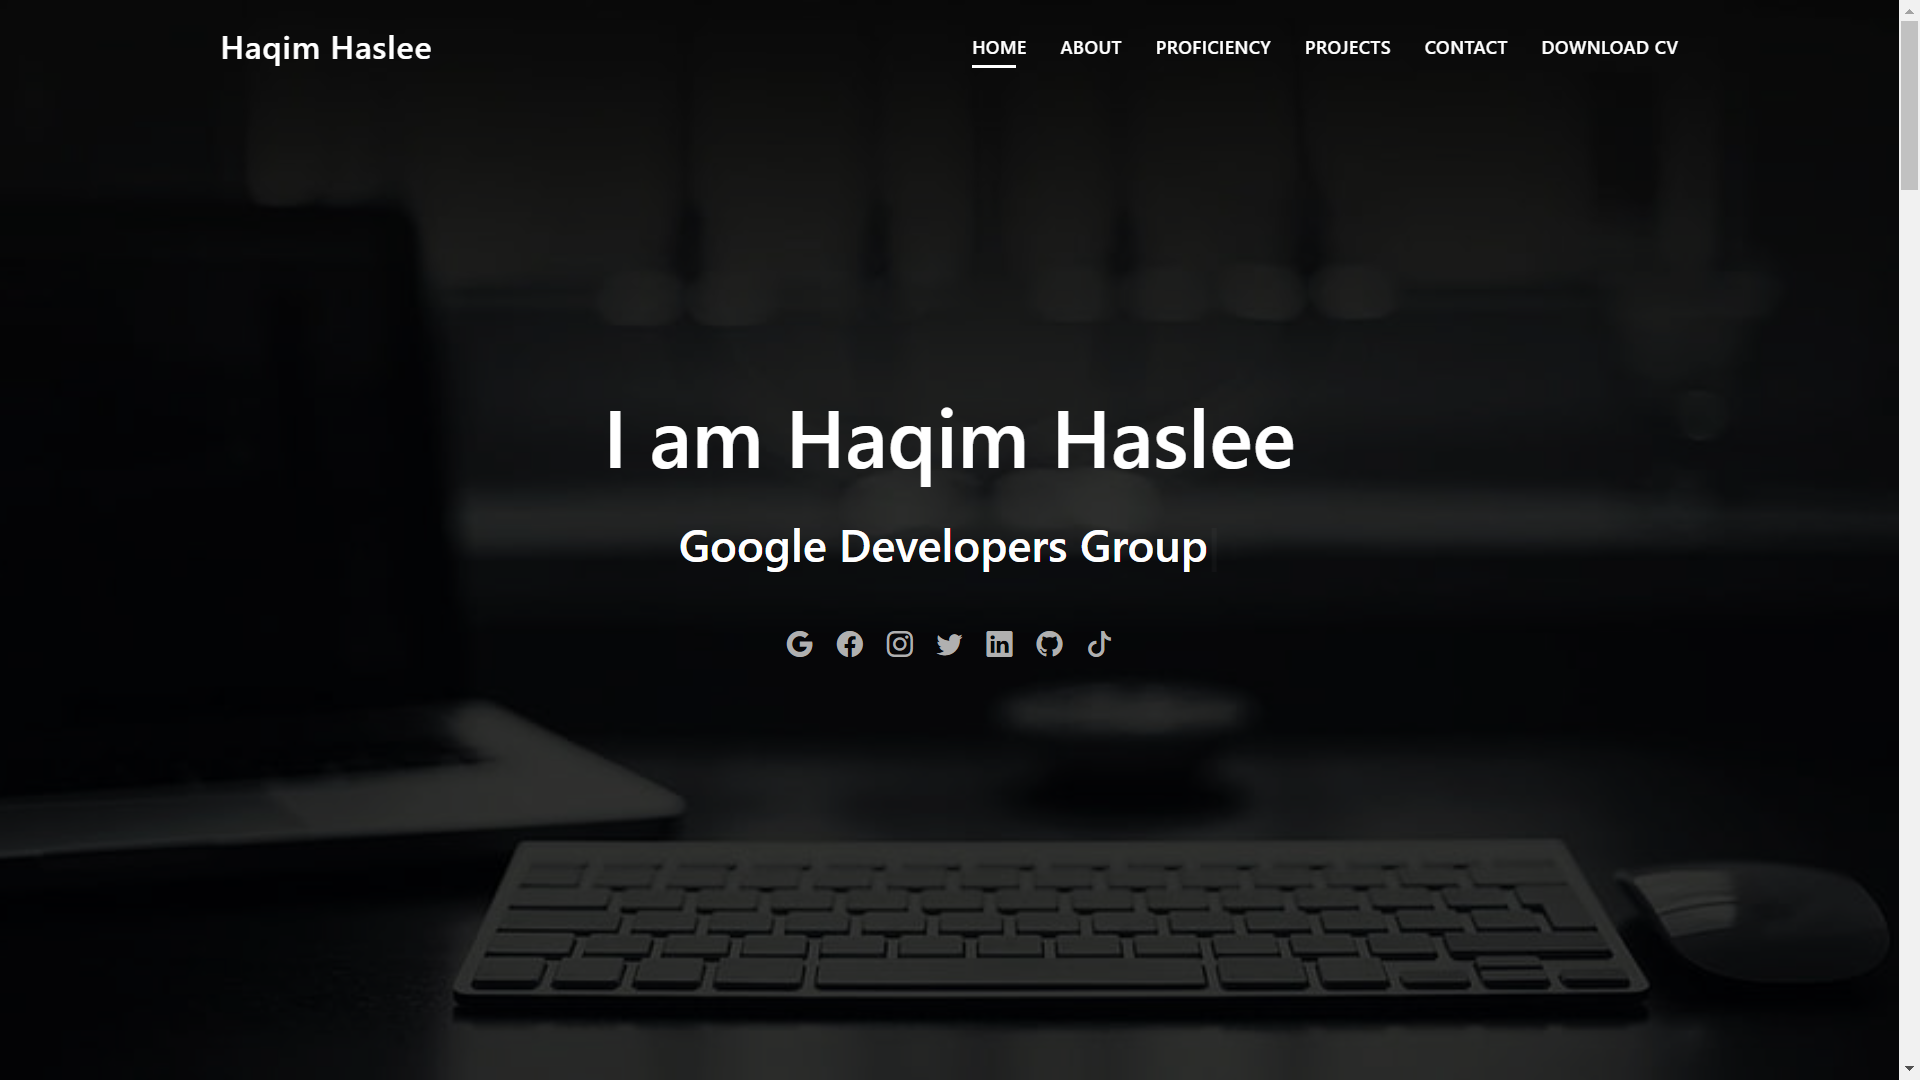 Haqim Haslee
HOME ABOUT PROFICIENCY PROJECTS CONTACT DOWNLOAD CV
I am Haqim Haslee
Google Developers Group